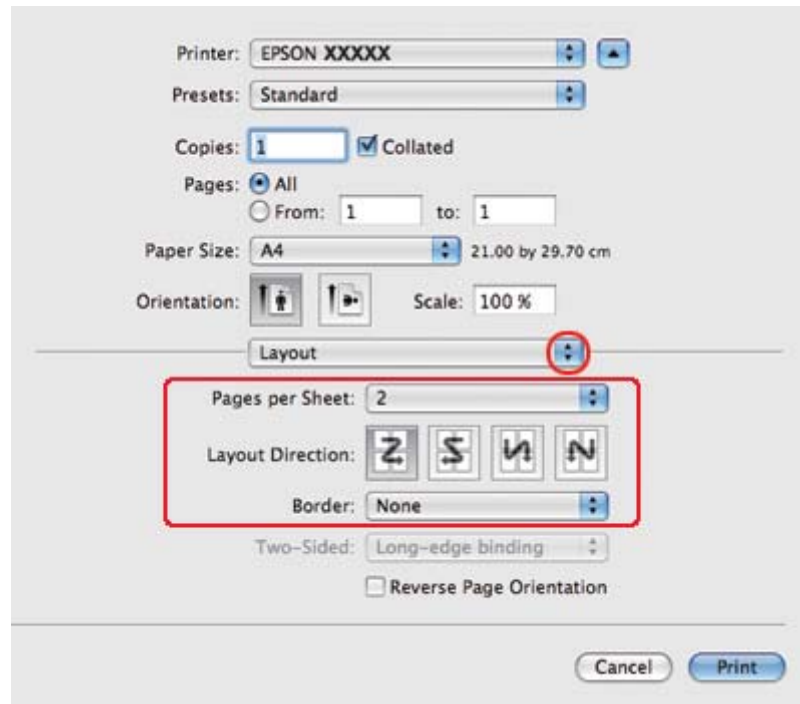 Printer: EPSON XXXXX
Presets: Standard
Copies: 1 Collated
Pages: All
From: 1 to: 1
Paper Size: A4 21.00 by 29.70 cm
Orientation: Scale: 100 %
Layout
Pages per Sheet: 2
Layout Direction:
Border: None
Two-Sided: Long-edge binding
Reverse Page Orientation
Cancel Print